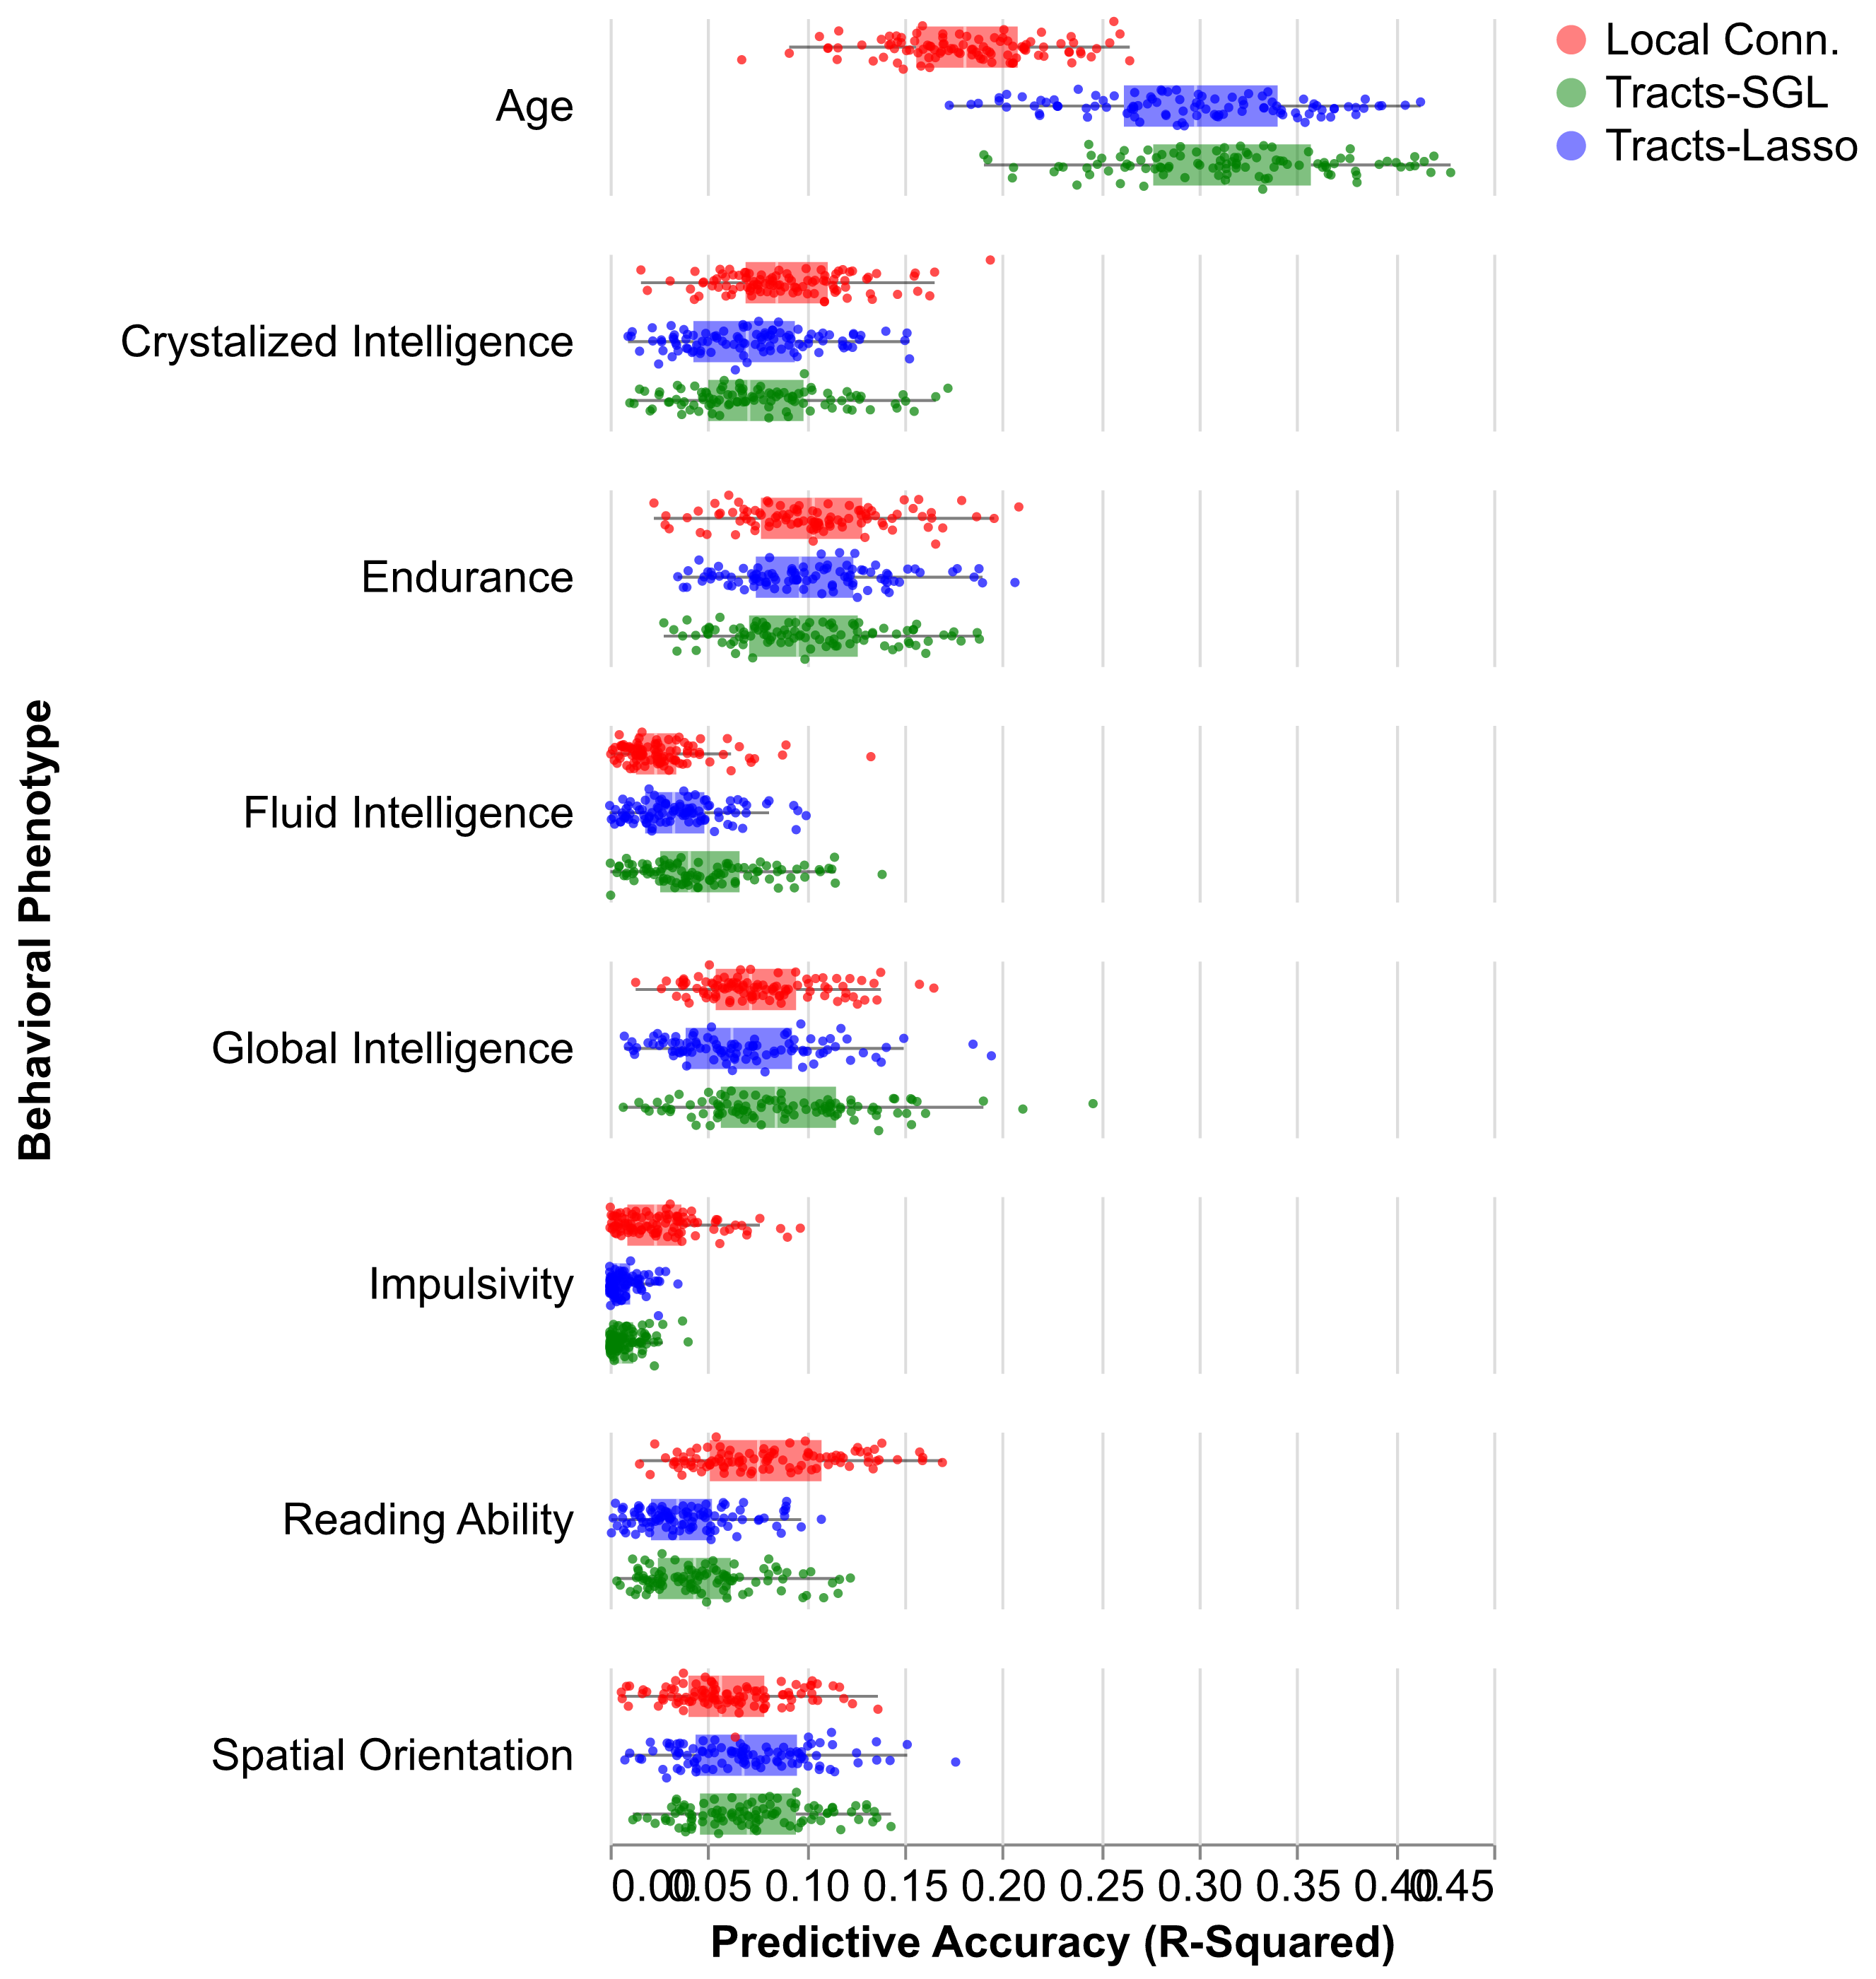 Local Conn.
Tracts-SGL
Tracts-Lasso
Age
Crystalized Intelligence
Endurance
Fluid Intelligence
Global Intelligence
Impulsivity
Reading Ability
Spatial Orientation
Behavioral Phenotype
0.00 0.05 0.10 0.15 0.20 0.25 0.30 0.35 0.40 0.45
Predictive Accuracy (R-Squared)